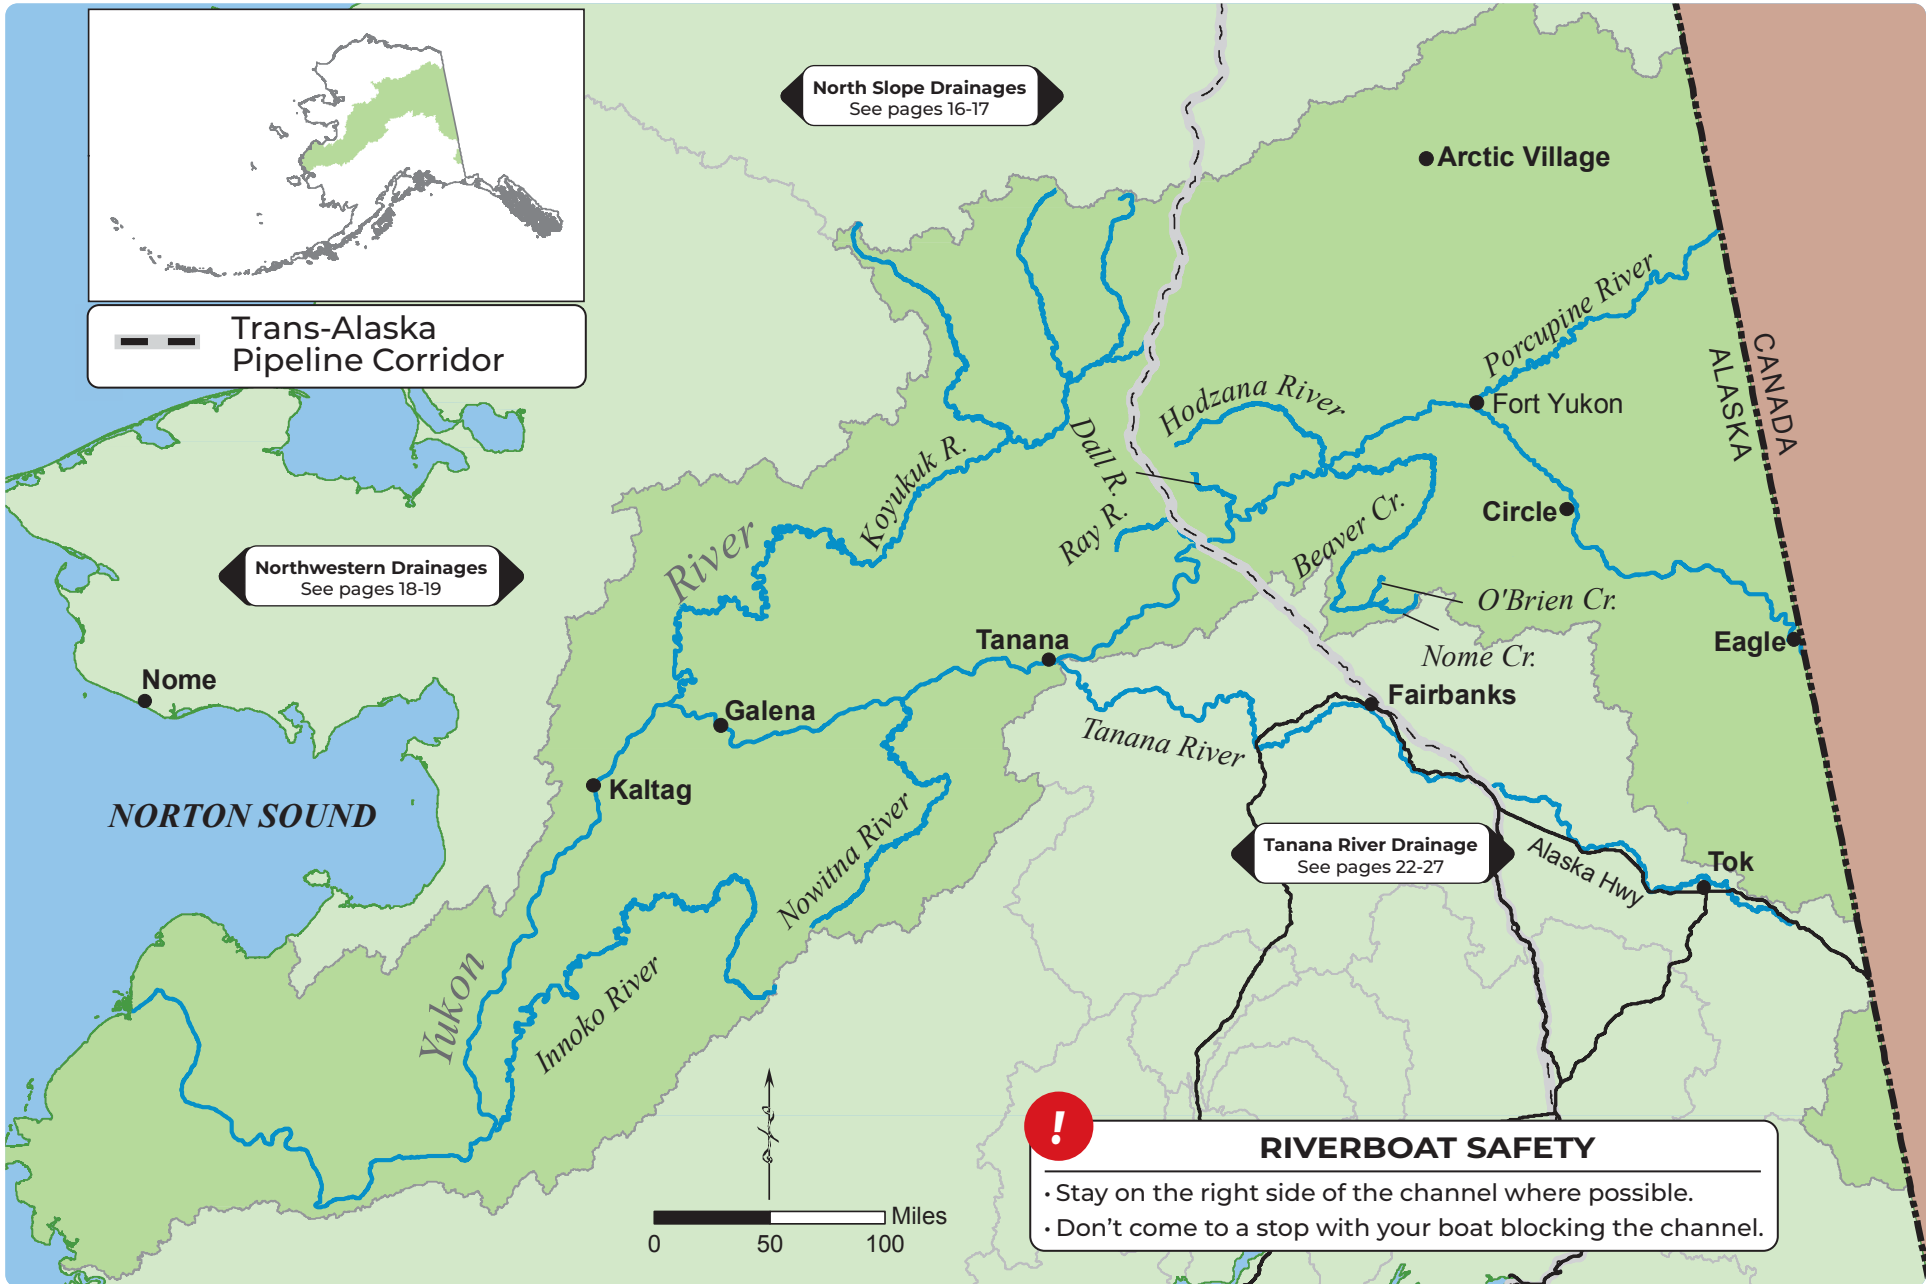 North Slope Drainages
See pages 16-17
Arctic Village
Trans-Alaska
Pipeline Corridor
Porcupine River
CANADA
ALASKA
Hodzana River
Fort Yukon
Dall R.
Koyukuk R.
Ray R.
Beaver Cr.
Circle
River
Northwestern Drainages
See pages 18-19
O'Brien Cr.
Nome Cr.
Eagle
Tanana
Nome
Fairbanks
Galena
Tanana River
Kaltag
NORTON SOUND
Nowitna River
Tanana River Drainage
See pages 22-27
Alaska Hwy
Tok
Yukon
Innoko River
RIVERBOAT SAFETY
• Stay on the right side of the channel where possible.
• Don’t come to a stop with your boat blocking the channel.
!
Miles
0 50 100